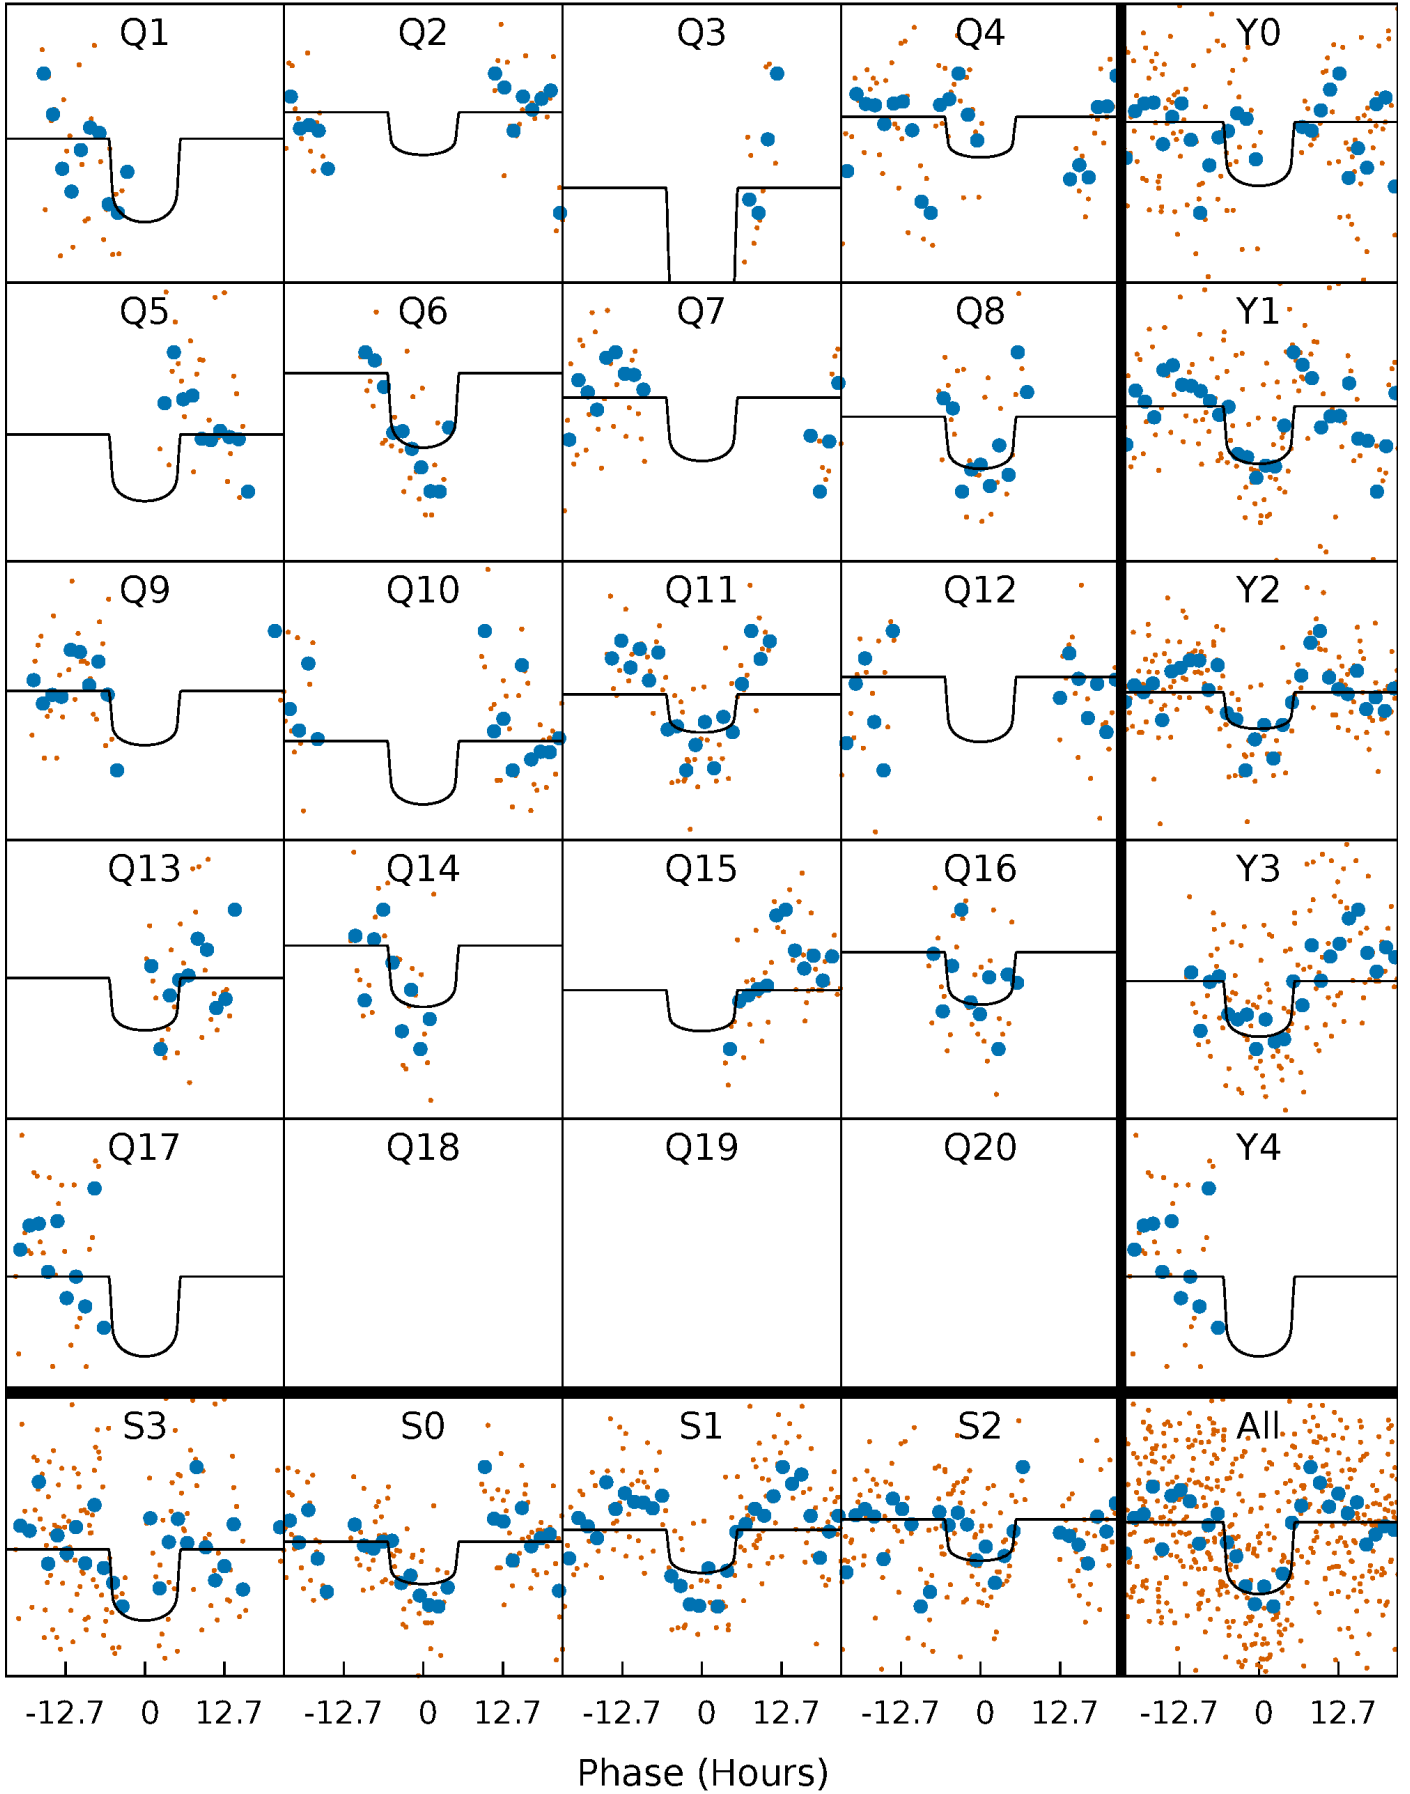 Q1 Q2 Q3 Q4 Y0
Q5 Q6 Q7 Q8 Y1
Q9 Q10 Q11 Q12 Y2
Q13 Q14 Q15 Q16 Y3
Q17 Q18 Q19 Q20 Y4
S3 S0 S1 S2 All
-12.7 0 12.7 -12.7 0 12.7 -12.7 0 12.7 -12.7 0 12.7 -12.7 0 12.7
Phase (Hours)